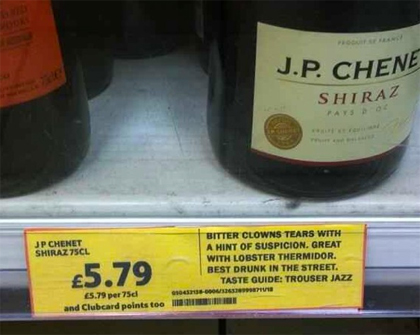 PRODUCT OF FRANCE
J.P. CHENE
SHIRAZ
PAYS D'OC
J P CHENET
SHIRAZ 75CL
£5.79
£5.79 per 75cl
and Clubcard points too
BITTER CLOWNS TEARS WITH
A HINT OF SUSPICION. GREAT
WITH LOBSTER THERMIDOR.
BEST DRUNK IN THE STREET.
TASTE GUIDE: TROUSER JAZZ